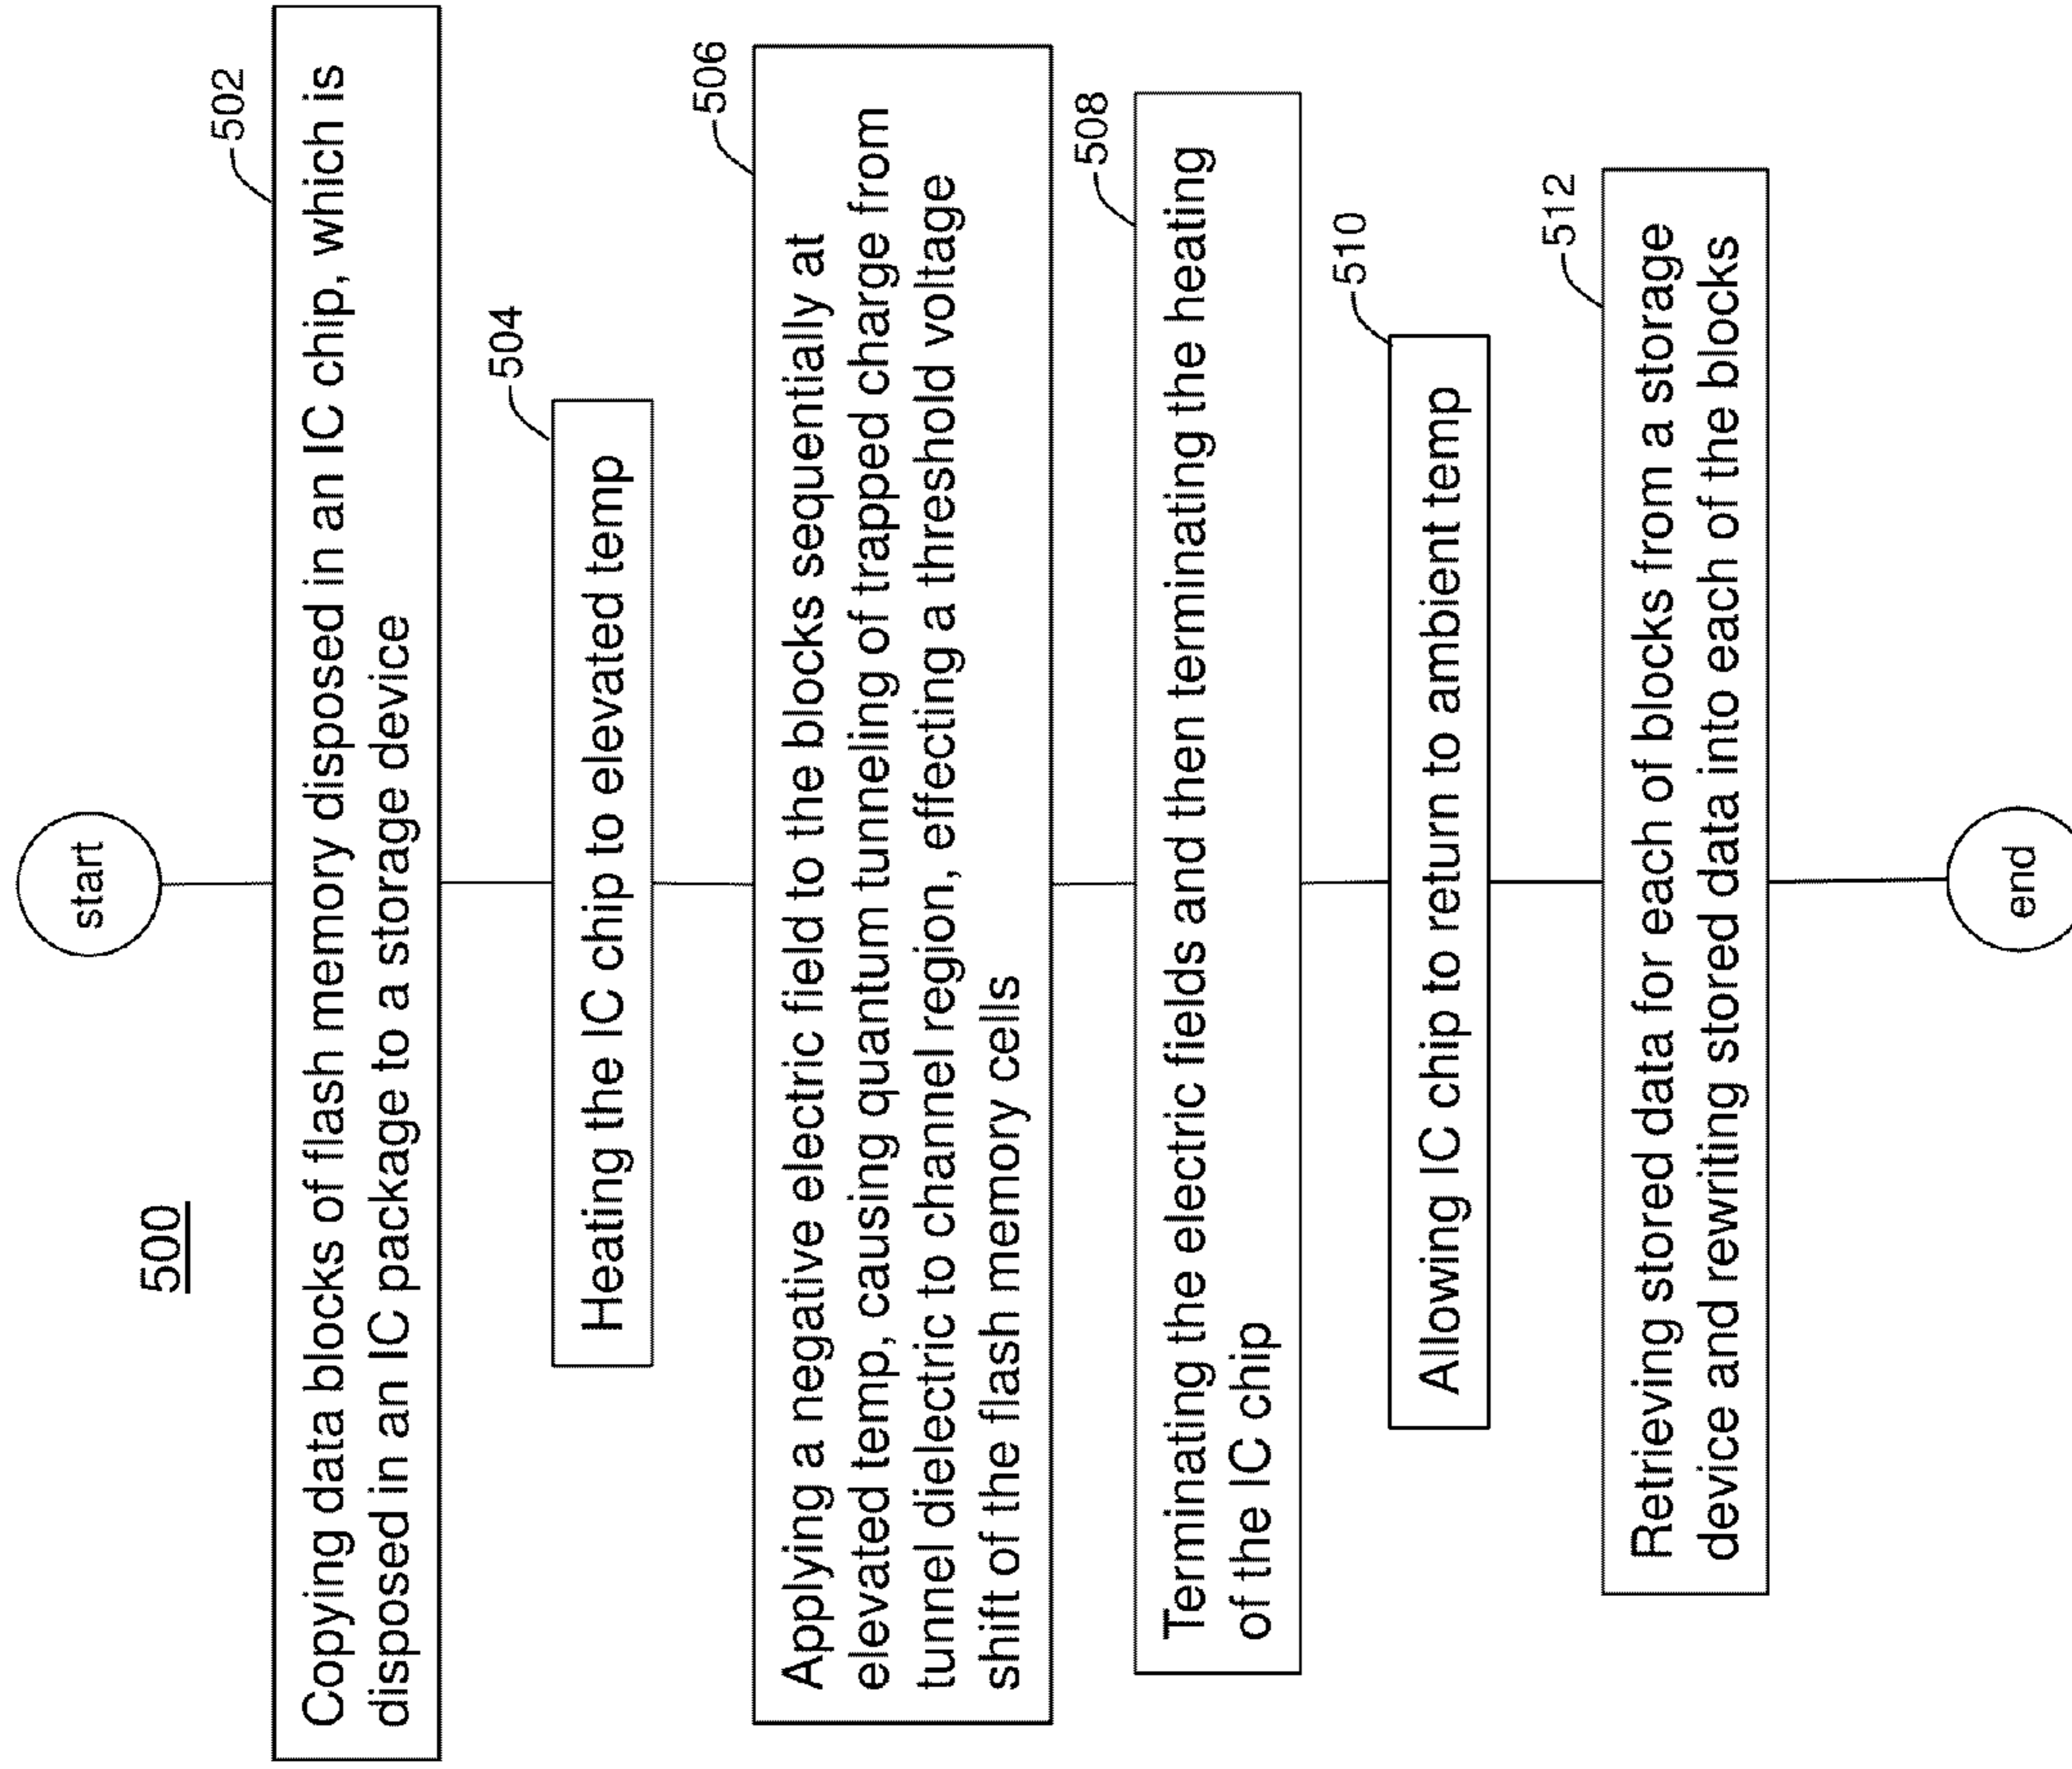 500
start
502
Copying data blocks of flash memory disposed in an IC chip, which is
disposed in an IC package to a storage device
504
Heating the IC chip to elevated temp
506
Applying a negative electric field to the blocks sequentially at
elevated temp, causing quantum tunneling of trapped charge from
tunnel dielectric to channel region, effecting a threshold voltage
shift of the flash memory cells
508
Terminating the electric fields and then terminating the heating
of the IC chip
510
Allowing IC chip to return to ambient temp
512
Retrieving stored data for each of blocks from a storage
device and rewriting stored data into each of the blocks
end